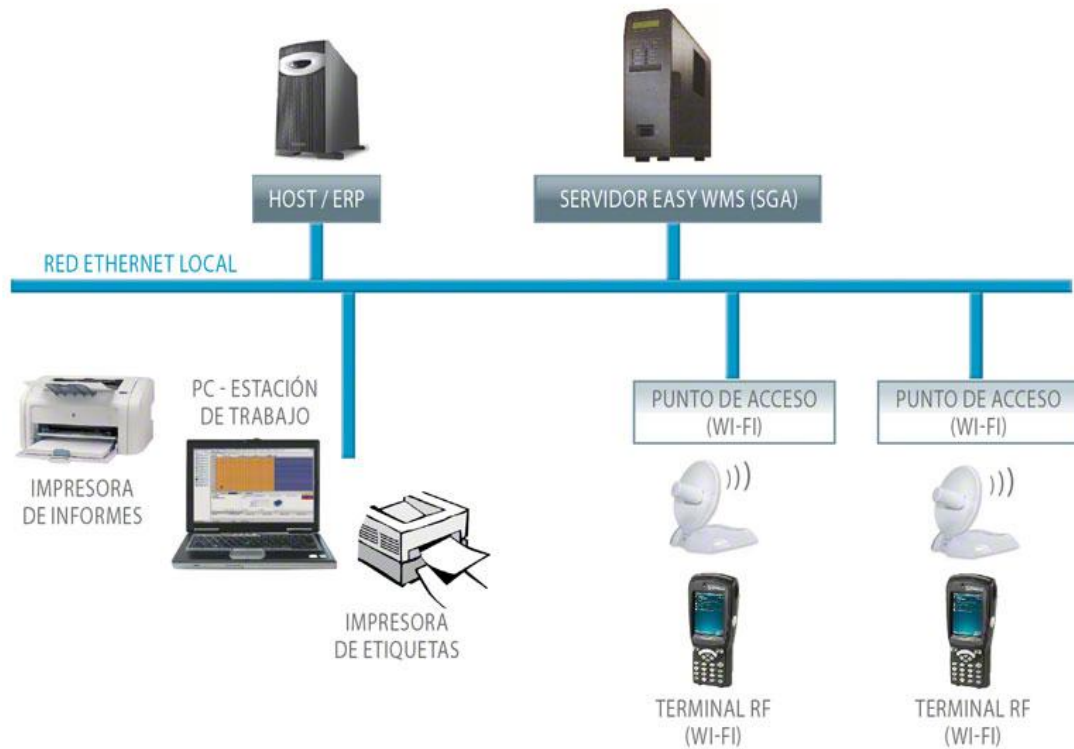 HOST / ERP
SERVIDOR EASY WMS (SGA)
RED ETHERNET LOCAL
PC - ESTACIÓN
DE TRABAJO
IMPRESORA
DE INFORMES
IMPRESORA
DE ETIQUETAS
PUNTO DE ACCESO
(WI-FI)
PUNTO DE ACCESO
(WI-FI)
TERMINAL RF
(WI-FI)
TERMINAL RF
(WI-FI)